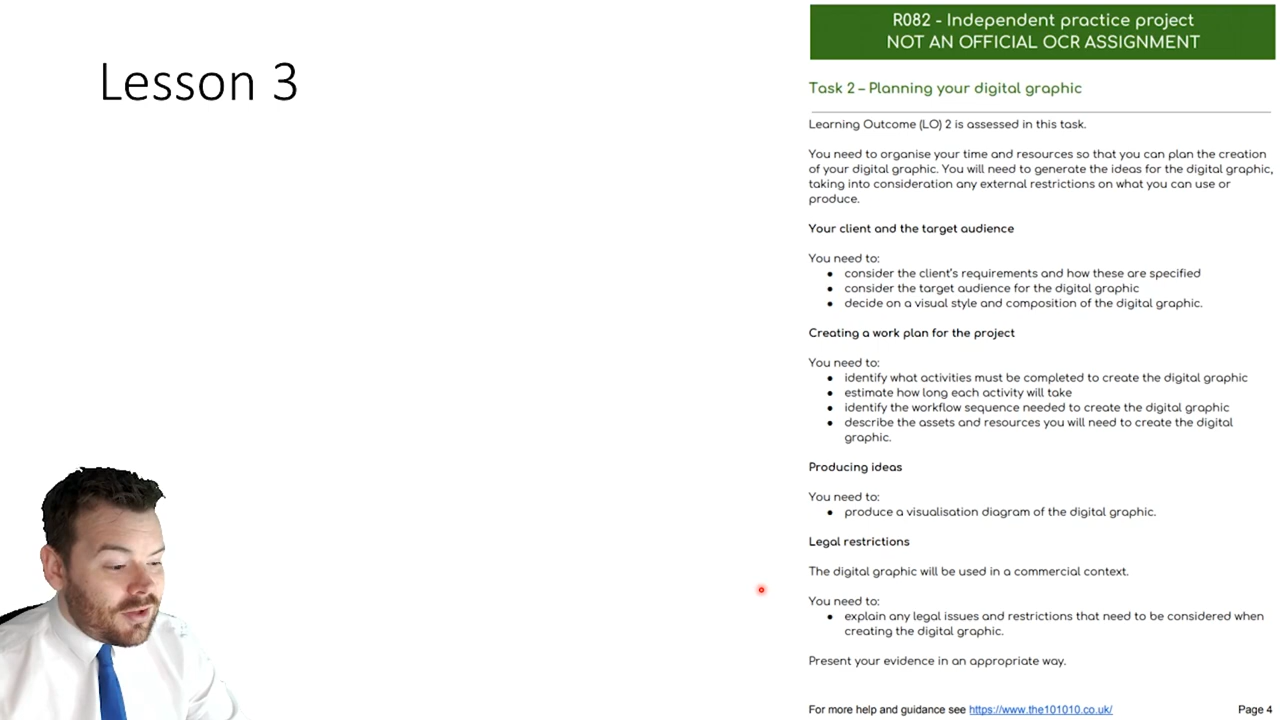 Lesson 3
R082 - Independent practice project
NOT AN OFFICIAL OCR ASSIGNMENT
Task 2 – Planning your digital graphic
Learning Outcome (LO) 2 is assessed in this task.
You need to organise your time and resources so that you can plan the creation
of your digital graphic. You will need to generate the ideas for the digital graphic,
taking into consideration any external restrictions on what you can use or
produce.
Your client and the target audience
You need to:
● consider the client's requirements and how these are specified
● consider the target audience for the digital graphic
● decide on a visual style and composition of the digital graphic.
Creating a work plan for the project
You need to:
● identify what activities must be completed to create the digital graphic
● estimate how long each activity will take
● identify the workflow sequence needed to create the digital graphic
● describe the assets and resources you will need to create the digital
graphic.
Producing ideas
You need to:
● produce a visualisation diagram of the digital graphic.
Legal restrictions
The digital graphic will be used in a commercial context.
You need to:
● explain any legal issues and restrictions that need to be considered when
creating the digital graphic.
Present your evidence in an appropriate way.
For more help and guidance see https://www.the101010.co.uk/ Page 4